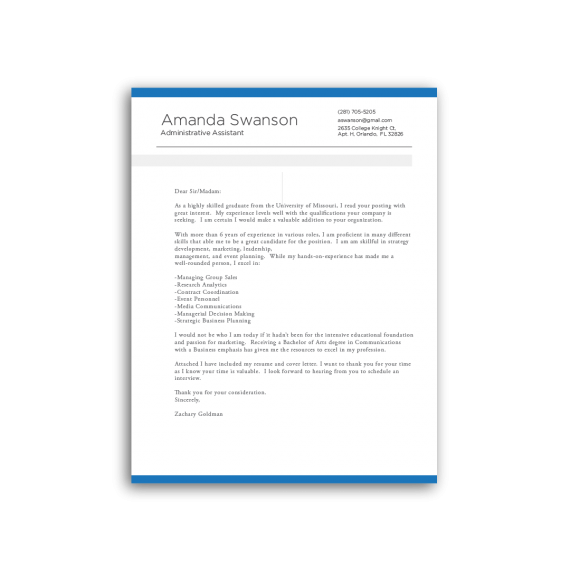 Amanda Swanson
Administrative Assistant
(281) 705-5205
eswanson@gmail.com
2635 College Knight Ct,
Apt. H. Orlando, FL 32826
Dear Sir/Madam:
As a highly skilled graduate from the University of Missouri, I read your posting with
great interest. My experience levels well with the qualifications your company is
seeking. I am certain I would make a valuable addition to your organization.
With more than 6 years of experience in various roles, I am proficient in many different
skills that able me to be a great candidate for the position. I am am skillful in strategy
development, marketing, leadership,
management, and event planning. While my hands-on-experience has made me a
well-rounded person, I excel in:
-Managing Group Sales
-Research Analytics
-Contract Coordination
-Event Personnel
-Media Communications
-Managerial Decision Making
-Strategic Business Planning
I would not be who I am today if it hadn't been for the intensive educational foundation
and passion for marketing. Receiving a Bachelor of Arts degree in Communications
with a Business emphasis has given me the resources to excel in my profession.
Attached I have included my resume and cover letter. I want to thank you for your time
as I know your time is valuable. I look forward to hearing from you to schedule an
interview.
Thank you for your consideration.
Sincerely,
Zachary Goldman